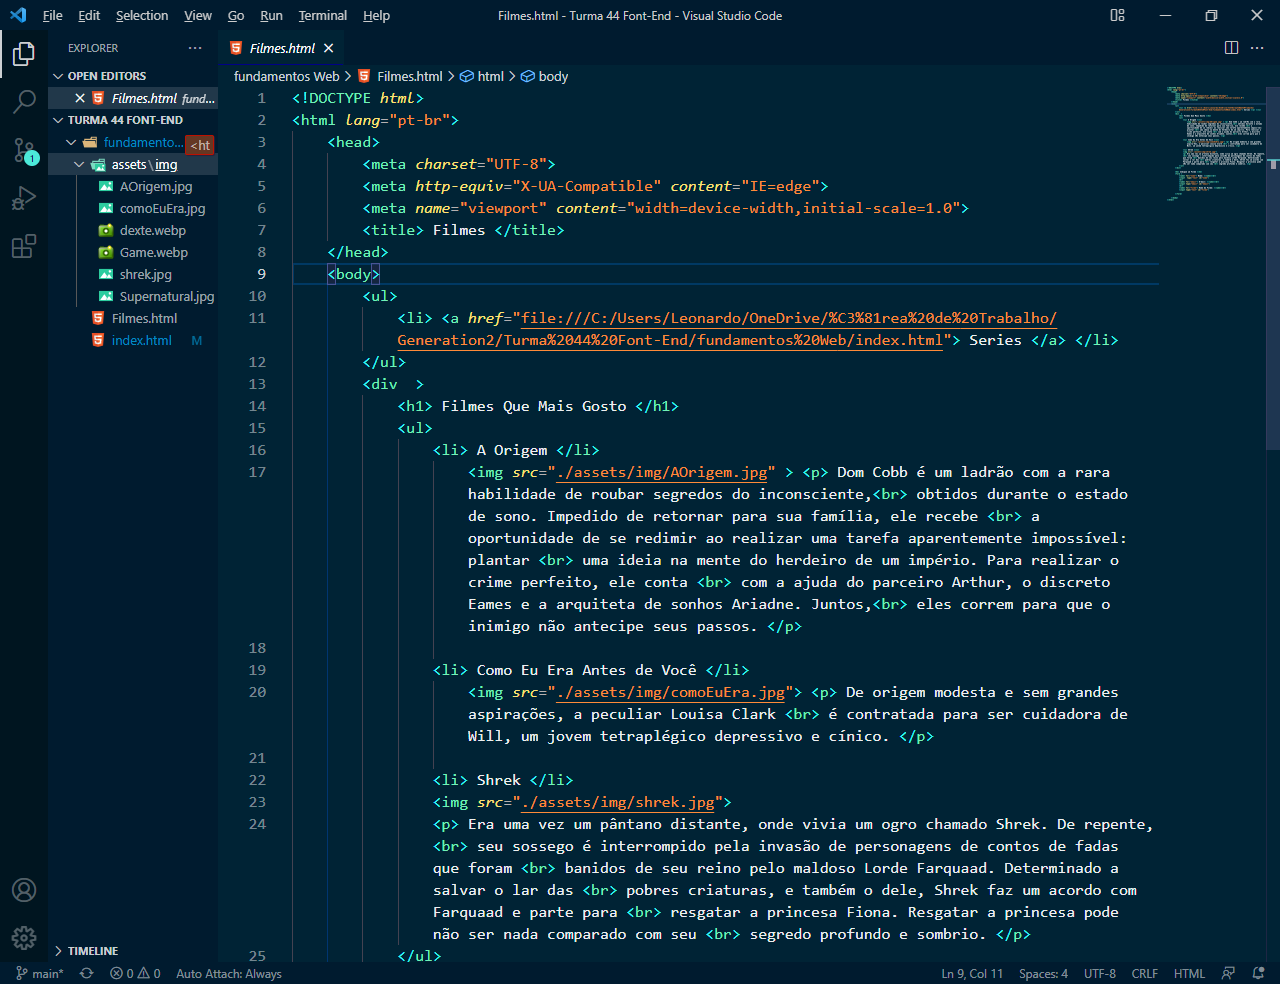 File Edit Selection View Go Run Terminal Help
Filmes.html - Turma 44 Font-End - Visual Studio Code
EXPLORER
Filmes.html
OPEN EDITORS
Filmes.html fund...
TURMA 44 FONT-END
fundamento...
<ht
assets\img
AOrigem.jpg
comoEuEra.jpg
dexte.webp
Game.webp
shrek.jpg
Supernatural.jpg
Filmes.html
index.html M
TIMELINE
1
fundamentos Web > Filmes.html > html > body
1 <!DOCTYPE html>
2 <html lang="pt-br">
3 <head>
4 <meta charset="UTF-8">
5 <meta http-equiv="X-UA-Compatible" content="IE=edge">
6 <meta name="viewport" content="width=device-width,initial-scale=1.0">
7 <title> Filmes </title>
8 </head>
9 <body>
10 <ul>
11 <li> <a href="file:///C:/Users/Leonardo/OneDrive/%C3%81rea%20de%20Trabalho/
Generation2/Turma%2044%20Font-End/fundamentos%20Web/index.html"> Series </a> </li>
12 </ul>
13 <div  >
14 <h1> Filmes Que Mais Gosto </h1>
15 <ul>
16 <li> A Origem </li>
17 <img src="./assets/img/AOrigem.jpg" > <p> Dom Cobb é um ladrão com a rara
habilidade de roubar segredos do inconsciente,<br> obtidos durante o estado
de sono. Impedido de retornar para sua família, ele recebe <br> a
oportunidade de se redimir ao realizar uma tarefa aparentemente impossível:
plantar <br> uma ideia na mente do herdeiro de um império. Para realizar o
crime perfeito, ele conta <br> com a ajuda do parceiro Arthur, o discreto
Eames e a arquiteta de sonhos Ariadne. Juntos,<br> eles correm para que o
inimigo não antecipe seus passos. </p>
18
19 <li> Como Eu Era Antes de Você </li>
20 <img src="./assets/img/comoEuEra.jpg"> <p> De origem modesta e sem grandes
aspirações, a peculiar Louisa Clark <br> é contratada para ser cuidadora de
Will, um jovem tetraplégico depressivo e cínico. </p>
21
22 <li> Shrek </li>
23 <img src="./assets/img/shrek.jpg">
24 <p> Era uma vez um pântano distante, onde vivia um ogro chamado Shrek. De repente,
<br> seu sossego é interrompido pela invasão de personagens de contos de fadas
que foram <br> banidos de seu reino pelo maldoso Lorde Farquaad. Determinado a
salvar o lar das <br> pobres criaturas, e também o dele, Shrek faz um acordo com
Farquaad e parte para <br> resgatar a princesa Fiona. Resgatar a princesa pode
não ser nada comparado com seu <br> segredo profundo e sombrio. </p>
25 </ul>
main* 0 0 Auto Attach: Always
Ln 9, Col 11 Spaces: 4 UTF-8 CRLF HTML